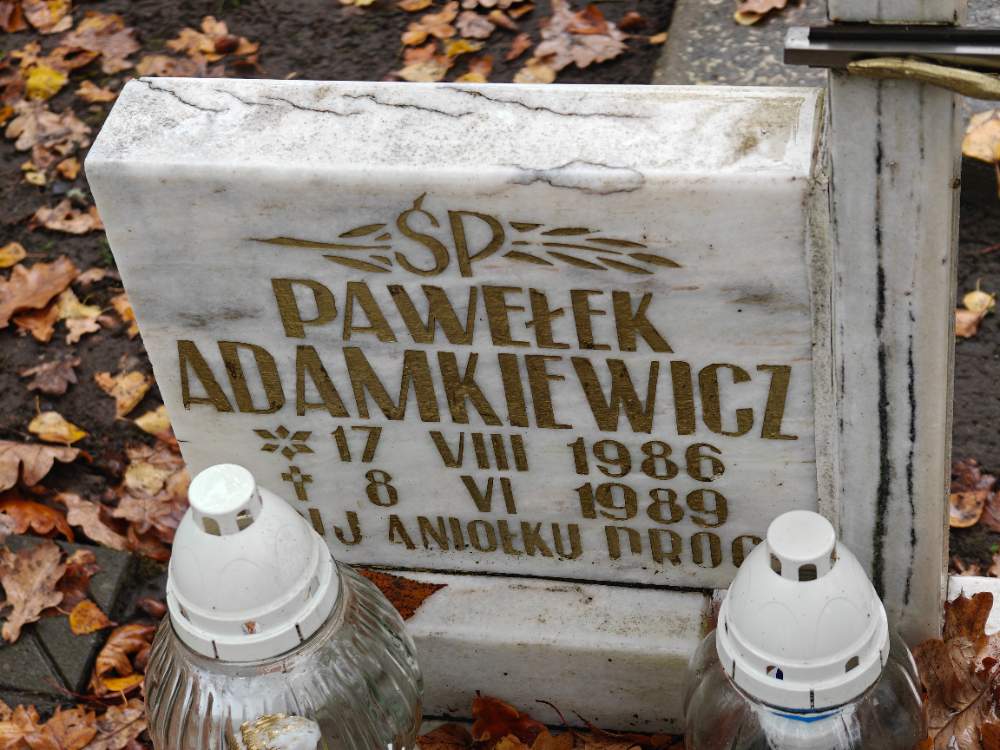 ŚP
PAWEŁEK
ADAMKIEWICZ
17 VIII 1986
8 VI 1989
ANIOŁKU